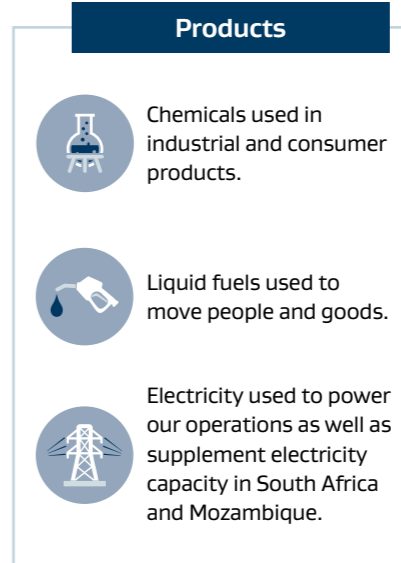 Products
Chemicals used in
industrial and consumer
products.
Liquid fuels used to
move people and goods.
Electricity used to power
our operations as well as
supplement electricity
capacity in South Africa
and Mozambique.